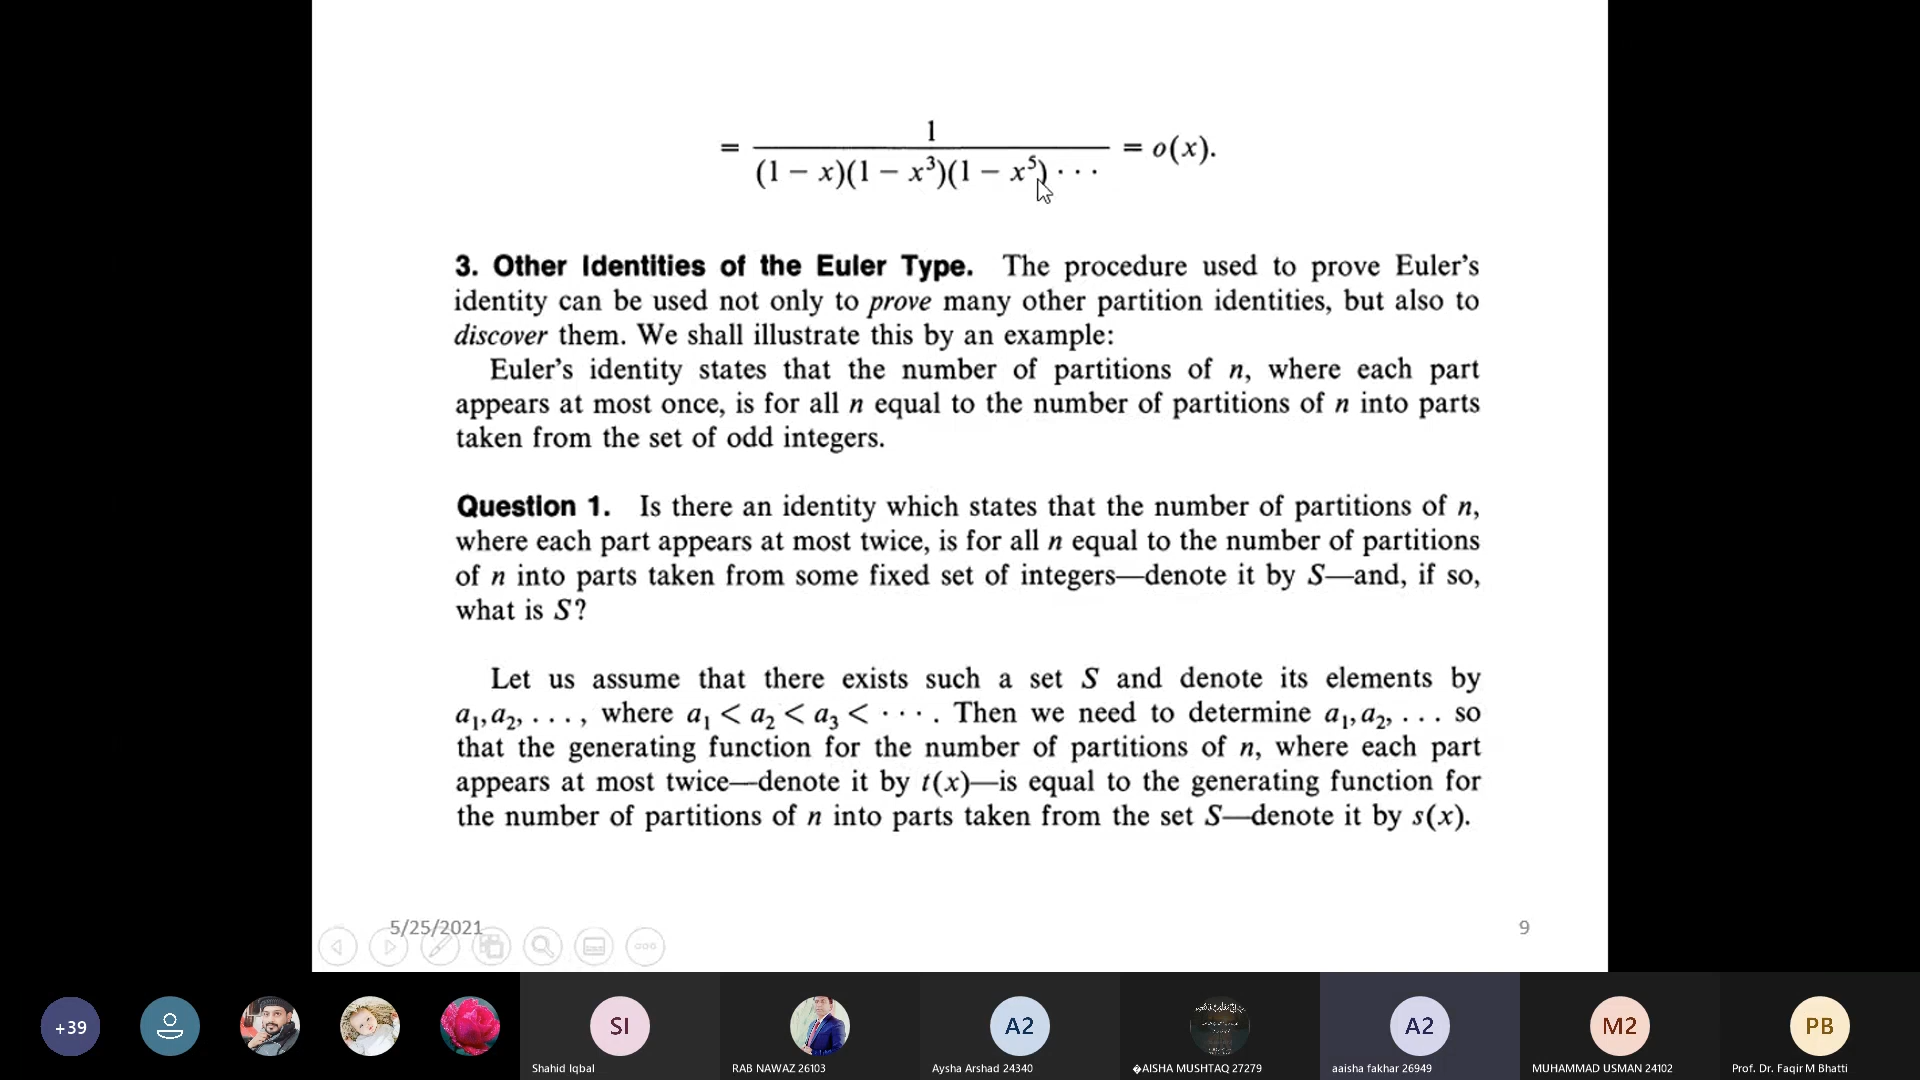 1
= ――― = o(x).
(1 − x)(1 − x³)(1 − x⁵) · · ·
3. Other Identities of the Euler Type. The procedure used to prove Euler's
identity can be used not only to prove many other partition identities, but also to
discover them. We shall illustrate this by an example:
Euler's identity states that the number of partitions of n, where each part
appears at most once, is for all n equal to the number of partitions of n into parts
taken from the set of odd integers.
Question 1. Is there an identity which states that the number of partitions of n,
where each part appears at most twice, is for all n equal to the number of partitions
of n into parts taken from some fixed set of integers—denote it by S—and, if so,
what is S?
Let us assume that there exists such a set S and denote its elements by
a₁, a₂, . . . , where a₁ < a₂ < a₃ < · · · . Then we need to determine a₁, a₂, . . . so
that the generating function for the number of partitions of n, where each part
appears at most twice—denote it by t(x)—is equal to the generating function for
the number of partitions of n into parts taken from the set S—denote it by s(x).
5/25/2021 9
+39 SI A2 A2 M2 PB
Shahid Iqbal RAB NAWAZ 26103 Aysha Arshad 24340 �AISHA MUSHTAQ 27279 aaisha fakhar 26949 MUHAMMAD USMAN 24102 Prof. Dr. Faqir M Bhatti